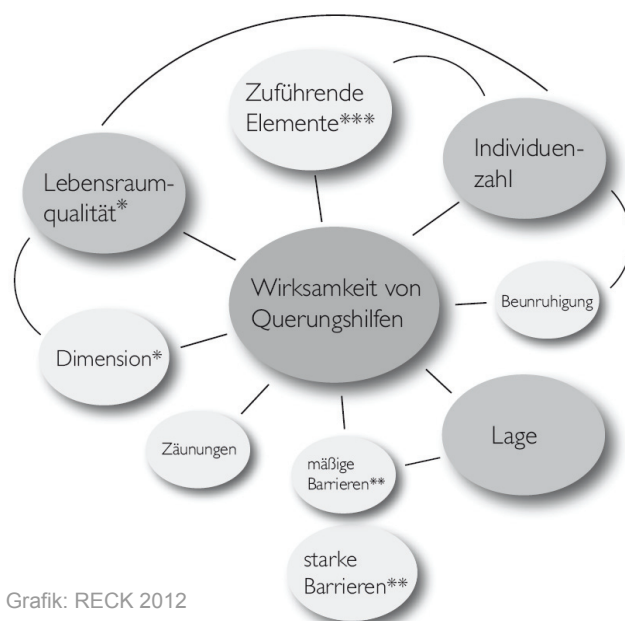 Zuführende
Elemente***
Individuen-
zahl
Lebensraum-
qualität*
Wirksamkeit von
Querungshilfen
Beunruhigung
Dimension*
Lage
Zäunungen
mäßige
Barrieren**
starke
Barrieren**
Grafik: RECK 2012